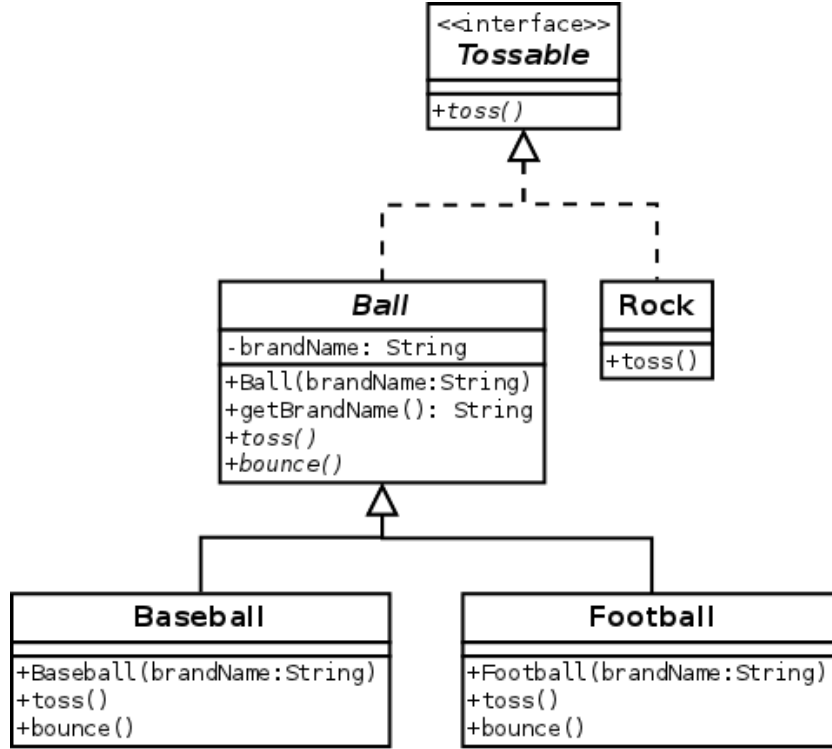 <<interface>>
Tossable
+toss()
Ball
-brandName: String
+Ball(brandName:String)
+getBrandName(): String
+toss()
+bounce()
Rock
+toss()
Baseball
+Baseball(brandName:String)
+toss()
+bounce()
Football
+Football(brandName:String)
+toss()
+bounce()